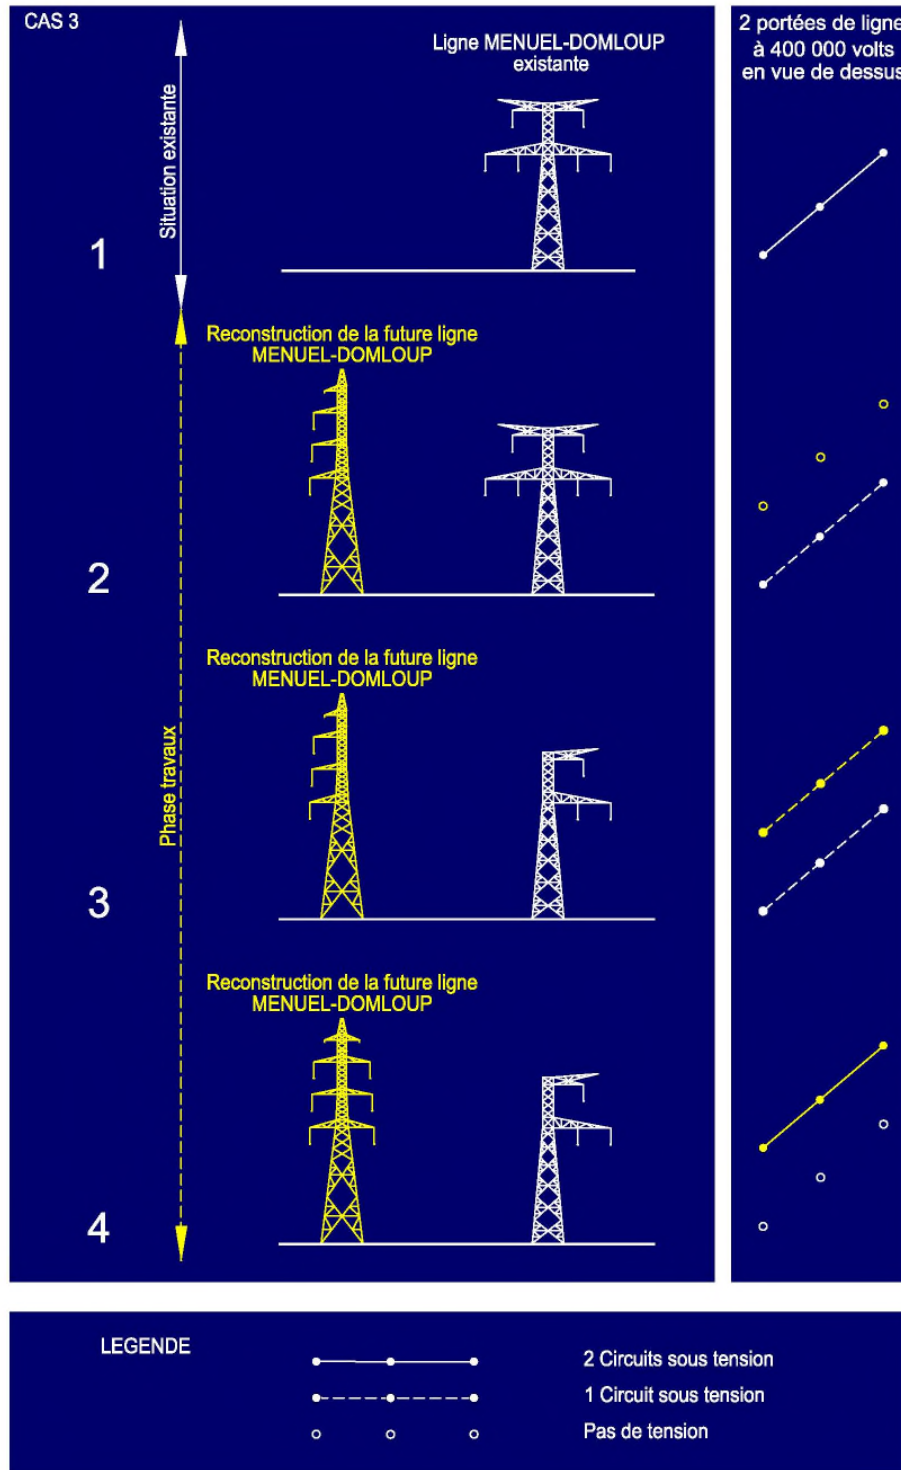 CAS 3
Situation existante
Ligne MENUEL-DOMLOUP
existante
2 portées de ligne
à 400 000 volts
en vue de dessus
1
Reconstruction de la future ligne
MENUEL-DOMLOUP
2
Phase travaux
Reconstruction de la future ligne
MENUEL-DOMLOUP
3
Reconstruction de la future ligne
MENUEL-DOMLOUP
4
LEGENDE
2 Circuits sous tension
1 Circuit sous tension
Pas de tension